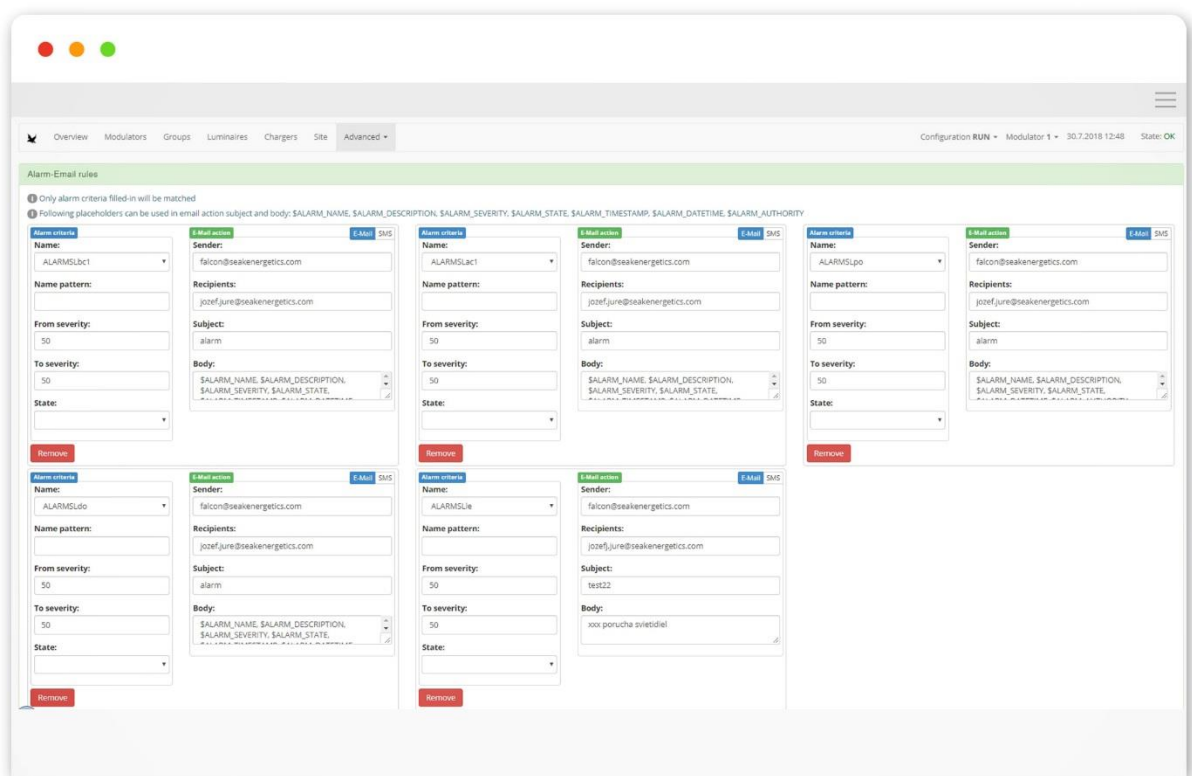 Overview Modulators Groups Luminaires Chargers Site Advanced Configuration RUN Modulator 1 30.7.2018 12:48 State: OK
Alarm-Email rules
Only alarm criteria filled-in will be matched
Following placeholders can be used in email action subject and body: $ALARM_NAME, $ALARM_DESCRIPTION, $ALARM_SEVERITY, $ALARM_STATE, $ALARM_TIMESTAMP, $ALARM_DATETIME, $ALARM_AUTHORITY
Alarm criteria
Name:
ALARMSLbc1
Name pattern:
From severity:
50
To severity:
50
State:
Remove
E-Mail action
E-Mail SMS
Sender:
falcon@seakenergetics.com
Recipients:
jozef.jure@seakenergetics.com
Subject:
alarm
Body:
$ALARM_NAME, $ALARM_DESCRIPTION,
$ALARM_SEVERITY, $ALARM_STATE,
$ALARM_TIMESTAMP, $ALARM_DATETIME,
Alarm criteria
Name:
ALARMSLac1
Name pattern:
From severity:
50
To severity:
50
State:
Remove
E-Mail action
E-Mail SMS
Sender:
falcon@seakenergetics.com
Recipients:
jozef.jure@seakenergetics.com
Subject:
alarm
Body:
$ALARM_NAME, $ALARM_DESCRIPTION,
$ALARM_SEVERITY, $ALARM_STATE,
$ALARM_TIMESTAMP, $ALARM_DATETIME,
Alarm criteria
Name:
ALARMSLpo
Name pattern:
From severity:
50
To severity:
50
State:
Remove
E-Mail action
E-Mail SMS
Sender:
falcon@seakenergetics.com
Recipients:
jozef.jure@seakenergetics.com
Subject:
alarm
Body:
$ALARM_NAME, $ALARM_DESCRIPTION,
$ALARM_SEVERITY, $ALARM_STATE,
$ALARM_DATETIME, $ALARM_AUTHORITY
Alarm criteria
Name:
ALARMSLdo
Name pattern:
From severity:
50
To severity:
50
State:
Remove
E-Mail action
E-Mail SMS
Sender:
falcon@seakenergetics.com
Recipients:
jozef.jure@seakenergetics.com
Subject:
alarm
Body:
$ALARM_NAME, $ALARM_DESCRIPTION,
$ALARM_SEVERITY, $ALARM_STATE,
$ALARM_TIMESTAMP, $ALARM_DATETIME,
Alarm criteria
Name:
ALARMSLle
Name pattern:
From severity:
50
To severity:
50
State:
Remove
E-Mail action
E-Mail SMS
Sender:
falcon@seakenergetics.com
Recipients:
jozefj.jure@seakenergetics.com
Subject:
test22
Body:
xxx porucha svietidiel